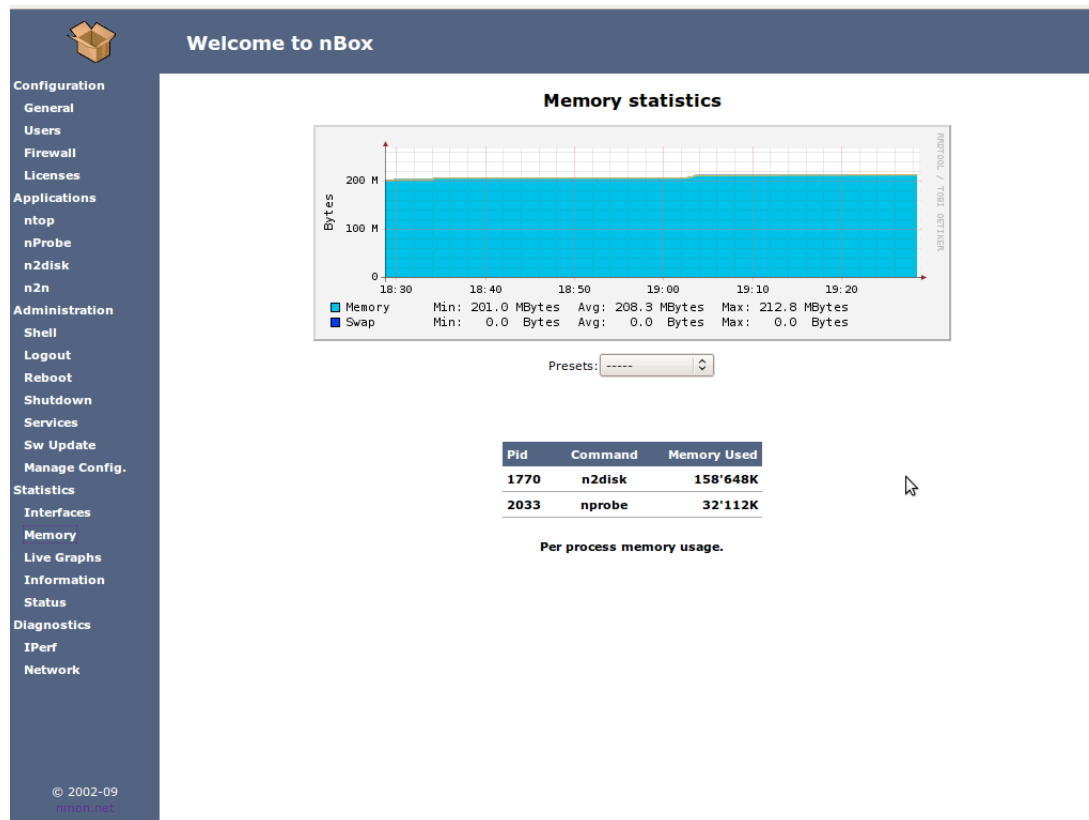 Welcome to nBox
Configuration
General
Users
Firewall
Licenses
Applications
ntop
nProbe
n2disk
n2n
Administration
Shell
Logout
Reboot
Shutdown
Services
Sw Update
Manage Config.
Statistics
Interfaces
Memory
Live Graphs
Information
Status
Diagnostics
IPerf
Network
© 2002-09
nmon.net
Memory statistics
RRDTOOL / TOBI OETIKER
Bytes
200 M
100 M
0
18:30 18:40 18:50 19:00 19:10 19:20
Memory Min: 201.0 MBytes Avg: 208.3 MBytes Max: 212.8 MBytes
Swap Min: 0.0 Bytes Avg: 0.0 Bytes Max: 0.0 Bytes
Presets: -----
Pid Command Memory Used
1770 n2disk 158'648K
2033 nprobe 32'112K
Per process memory usage.